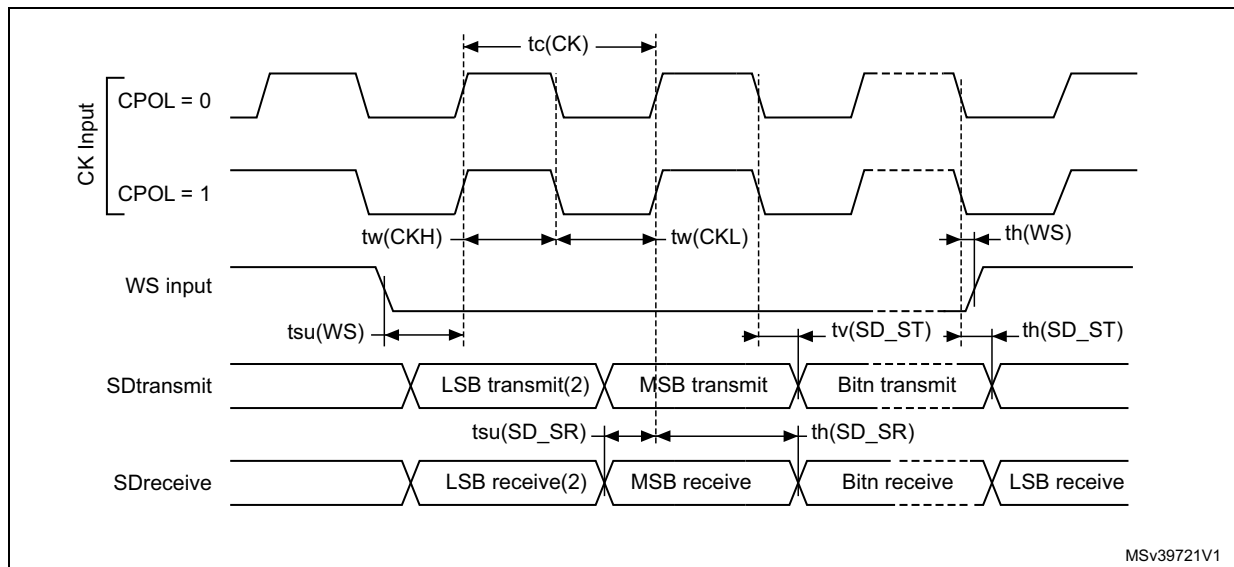 tc(CK)
CK Input
CPOL = 0
CPOL = 1
tw(CKH)
tw(CKL)
th(WS)
WS input
tsu(WS)
tv(SD_ST)
th(SD_ST)
SDtransmit
LSB transmit(2)
MSB transmit
Bitn transmit
tsu(SD_SR)
th(SD_SR)
SDreceive
LSB receive(2)
MSB receive
Bitn receive
LSB receive
MSv39721V1